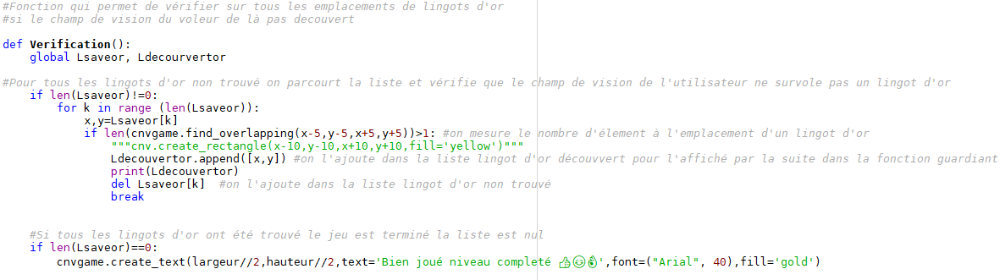 #Fonction qui permet de vérifier sur tous les emplacements de lingots d'or
#si le champ de vision du voleur de là pas decouvert
def Verification():
global Lsaveor, Ldecourvertor
#Pour tous les lingots d'or non trouvé on parcourt la liste et vérifie que le champ de vision de l'utilisateur ne survole pas un lingot d'or
if len(Lsaveor)!=0:
for k in range (len(Lsaveor)):
x,y=Lsaveor[k]
if len(cnvgame.find_overlapping(x-5,y-5,x+5,y+5))>1: #on mesure le nombre d'élement à l'emplacement d'un lingot d'or
"""cnv.create_rectangle(x-10,y-10,x+10,y+10,fill='yellow')"""
Ldecouvertor.append([x,y]) #on l'ajoute dans la liste lingot d'or découvvert pour l'affiché par la suite dans la fonction guardiant
print(Ldecouvertor)
del Lsaveor[k] #on l'ajoute dans la liste lingot d'or non trouvé
break
#Si tous les lingots d'or ont été trouvé le jeu est terminé la liste est nul
if len(Lsaveor)==0:
cnvgame.create_text(largeur//2,hauteur//2,text='Bien joué niveau completé 👍😊👌',font=("Arial", 40),fill='gold')